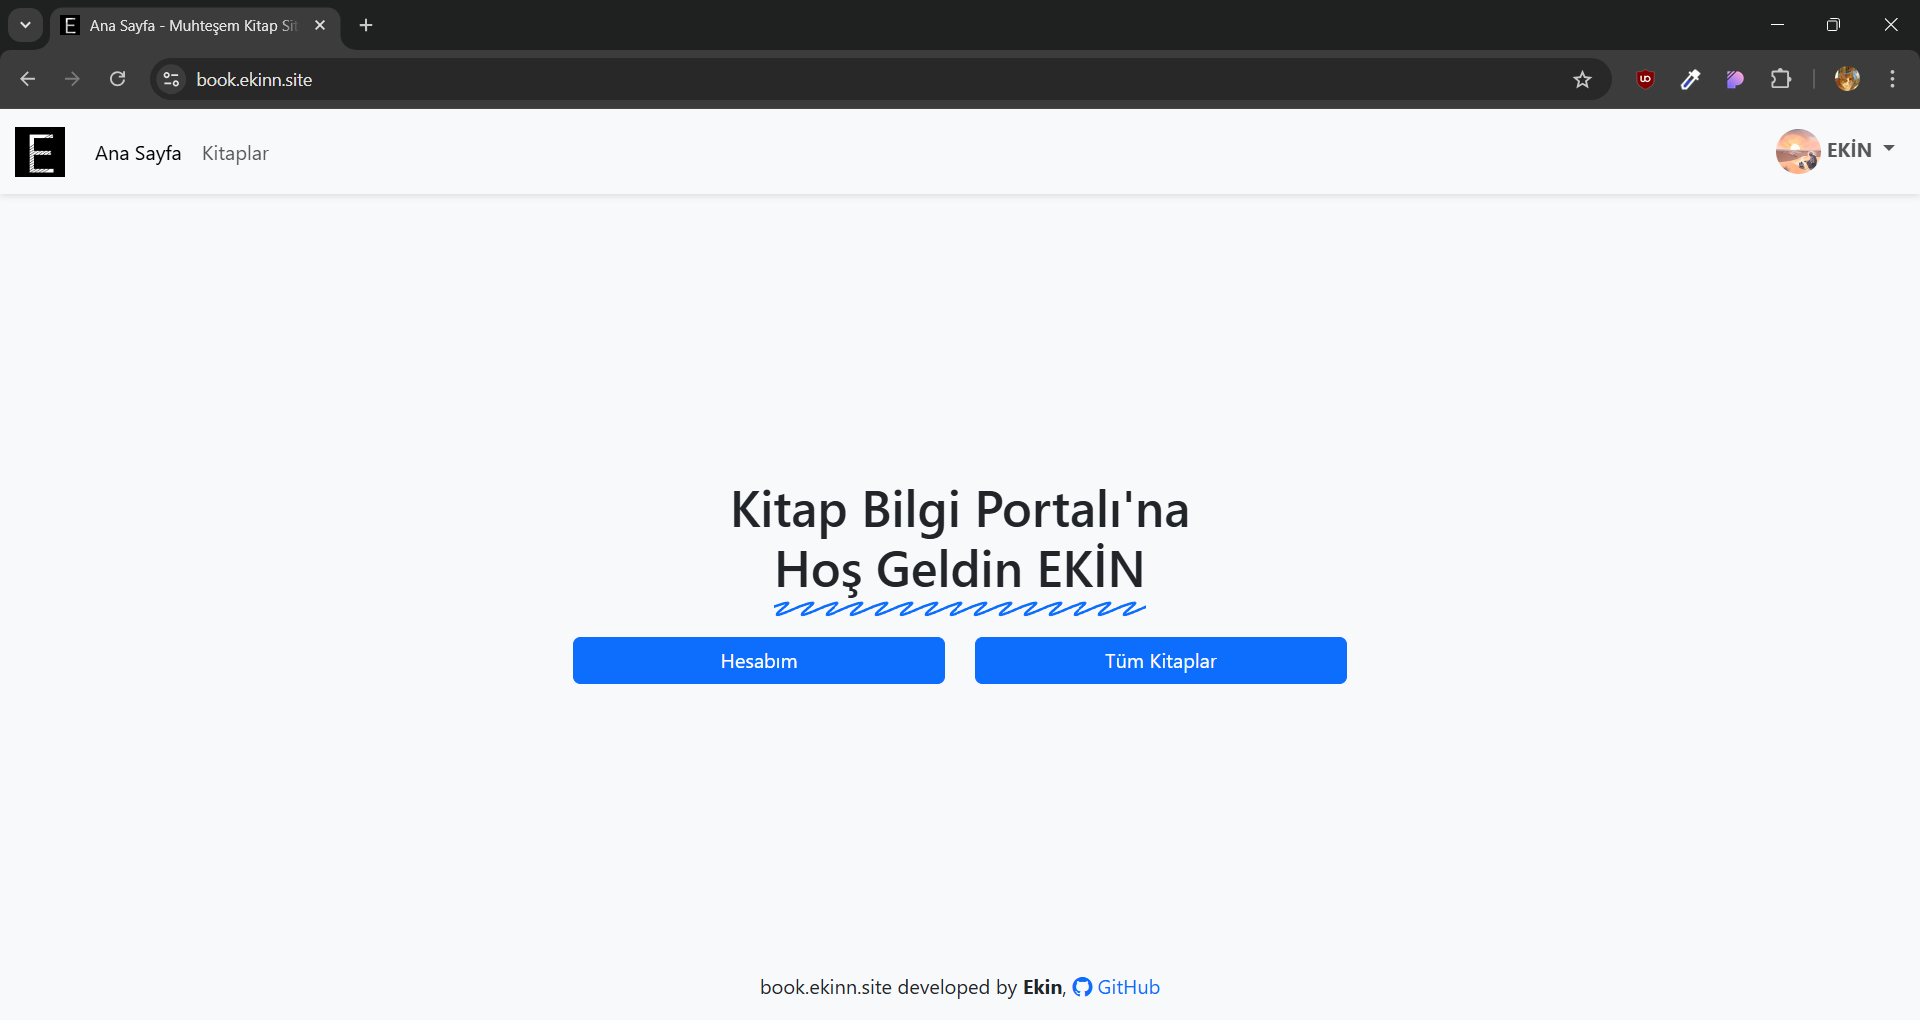 E Ana Sayfa - Muhteşem Kitap
book.ekinn.site
E Ana Sayfa Kitaplar EKİN
Kitap Bilgi Portalı'na
Hoş Geldin EKİN
Hesabım Tüm Kitaplar
book.ekinn.site developed by Ekin, GitHub